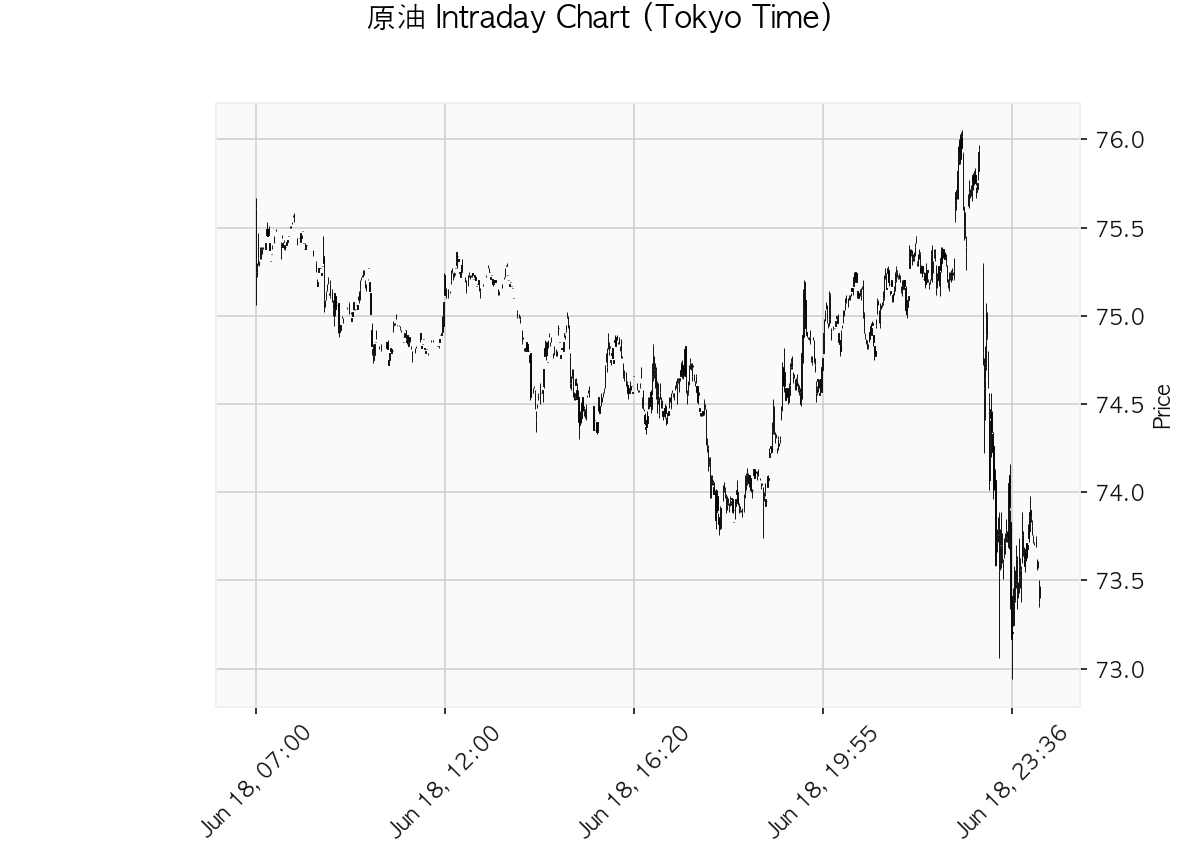 原油 Intraday Chart (Tokyo Time)
76.0
75.5
75.0
74.5
74.0
73.5
73.0
Price
Jun 18, 07:00
Jun 18, 12:00
Jun 18, 16:20
Jun 18, 19:55
Jun 18, 23:36